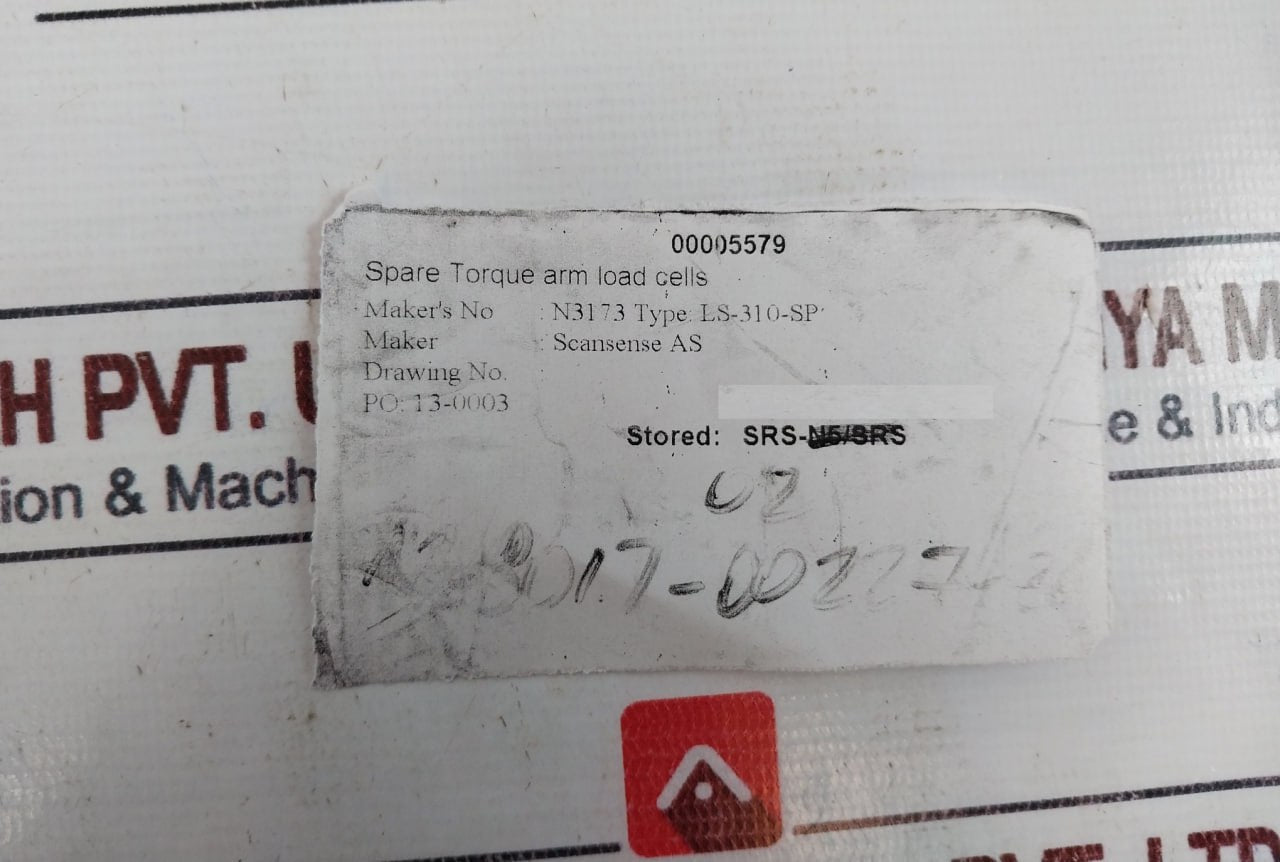 00005579
Spare Torque arm load cells
Maker's No : N3173 Type: LS-310-SP
Maker : Scansense AS
Drawing No.
PO: 13-0003
Stored: SRS-N5/SRS
02
H PVT.
ion & Mach
YA M
e & Ind